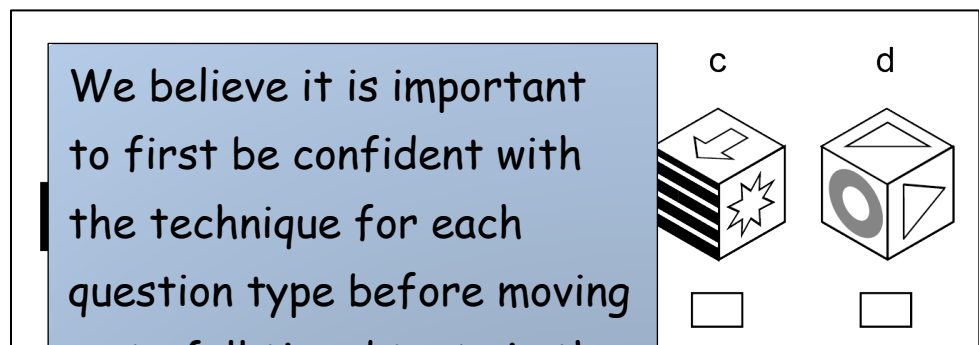 c d
We believe it is important
to first be confident with
the technique for each
question type before moving